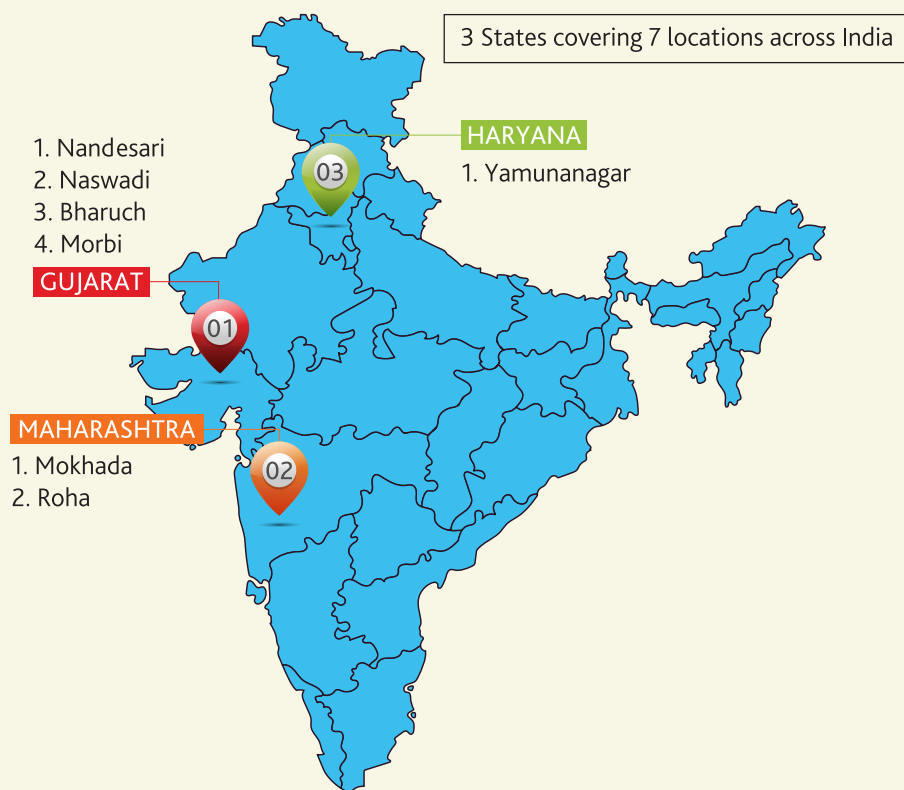 3 States covering 7 locations across India
HARYANA
1. Yamunanagar
03
1. Nandesari
2. Naswadi
3. Bharuch
4. Morbi
GUJARAT
01
MAHARASHTRA
1. Mokhada
2. Roha
02